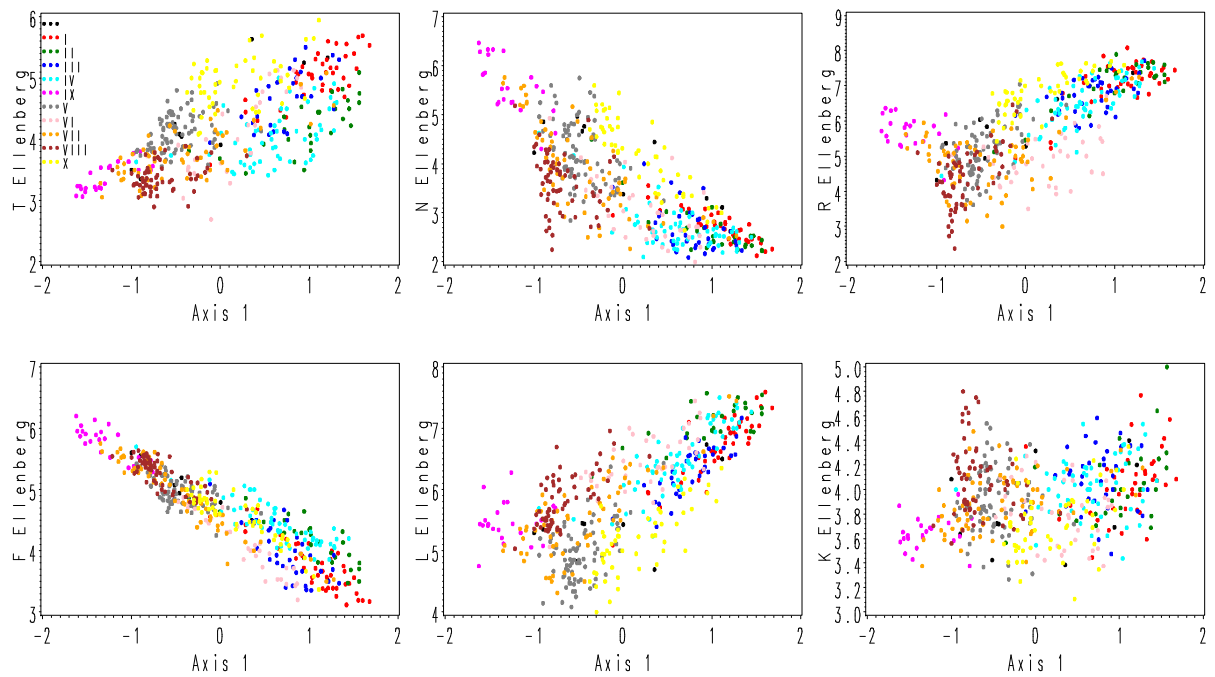 T Ellenberg
6
5
4
3
2
I
II
III
IV
IX
V
VI
VII
VIII
X
-2 -1 0 1 2
Axis 1
N Ellenberg
7
6
5
4
3
2
-2 -1 0 1 2
Axis 1
R Ellenberg
9
8
7
6
5
4
3
2
-2 -1 0 1 2
Axis 1
F Ellenberg
7
6
5
4
3
-2 -1 0 1 2
Axis 1
L Ellenberg
8
7
6
5
4
-2 -1 0 1 2
Axis 1
K Ellenberg
5.0
4.8
4.6
4.4
4.2
4.0
3.8
3.6
3.4
3.2
3.0
-2 -1 0 1 2
Axis 1